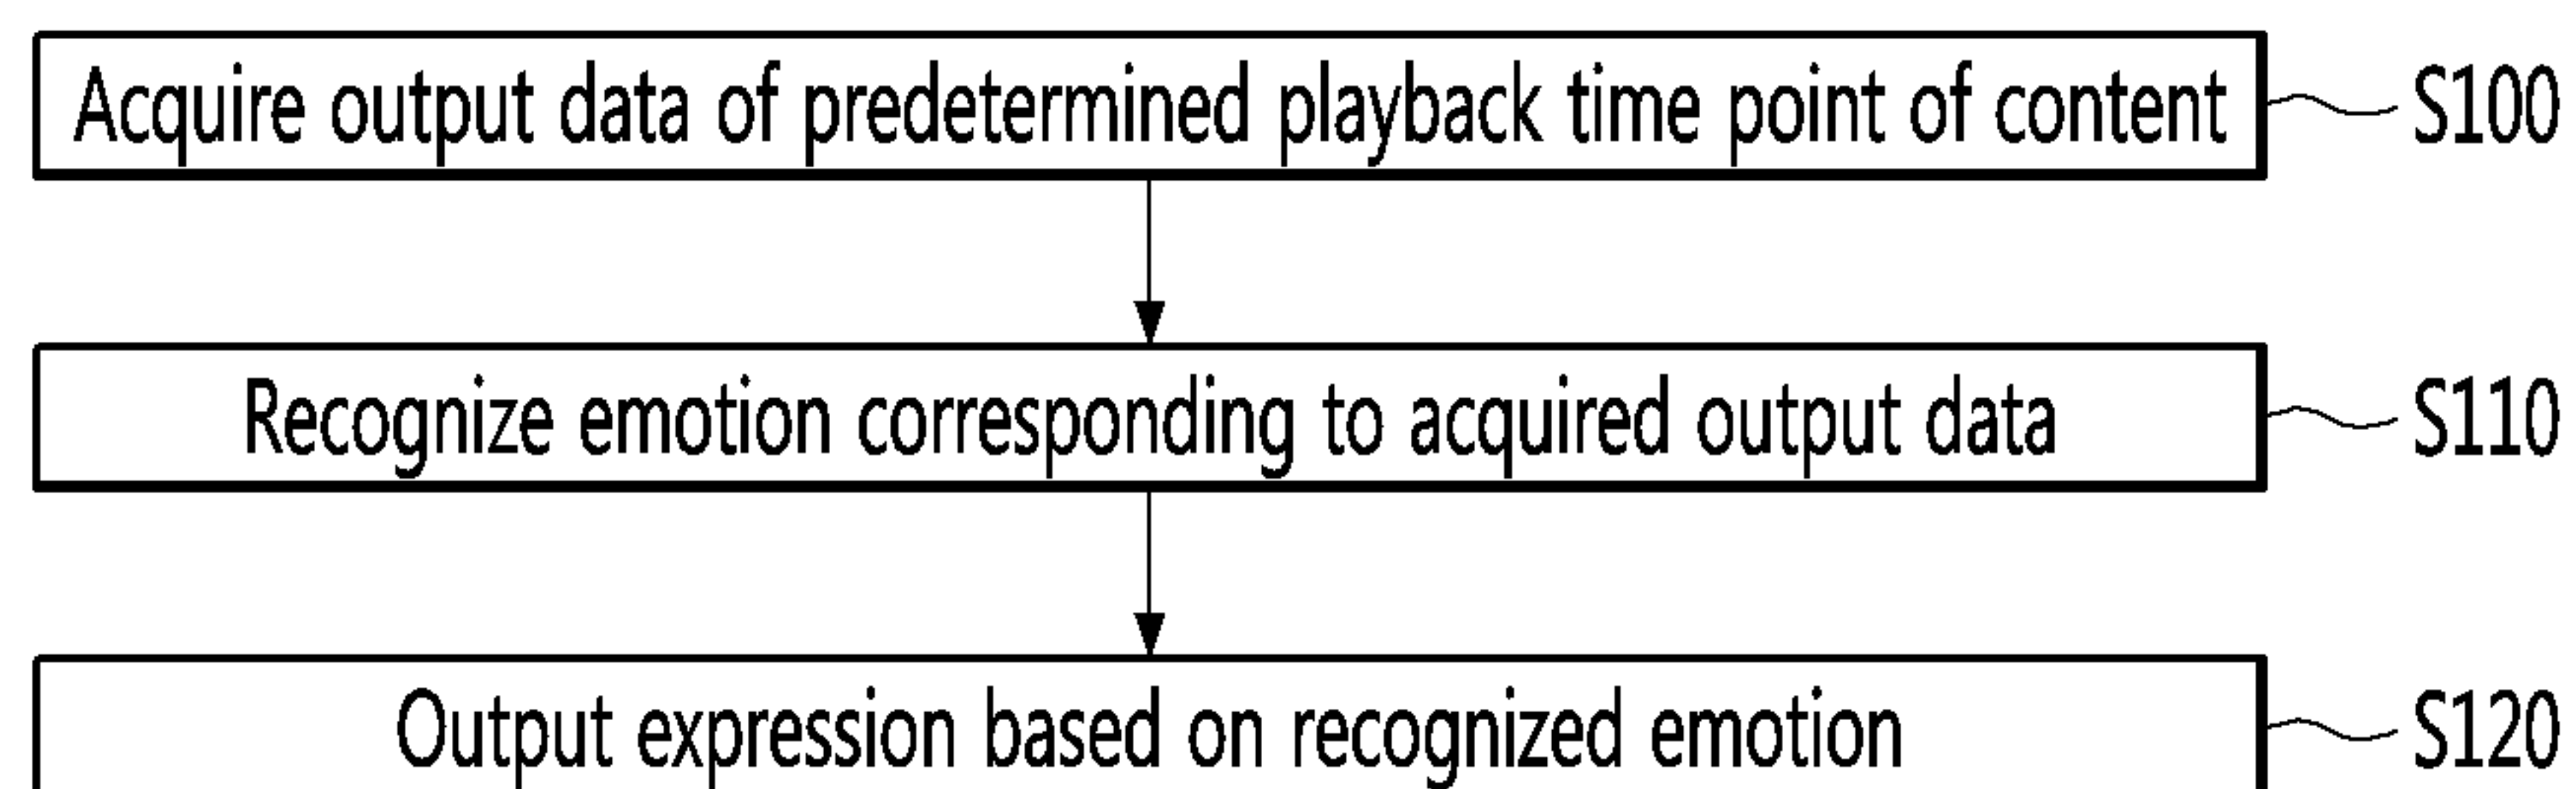 Acquire output data of predetermined playback time point of content S100
Recognize emotion corresponding to acquired output data S110
Output expression based on recognized emotion S120